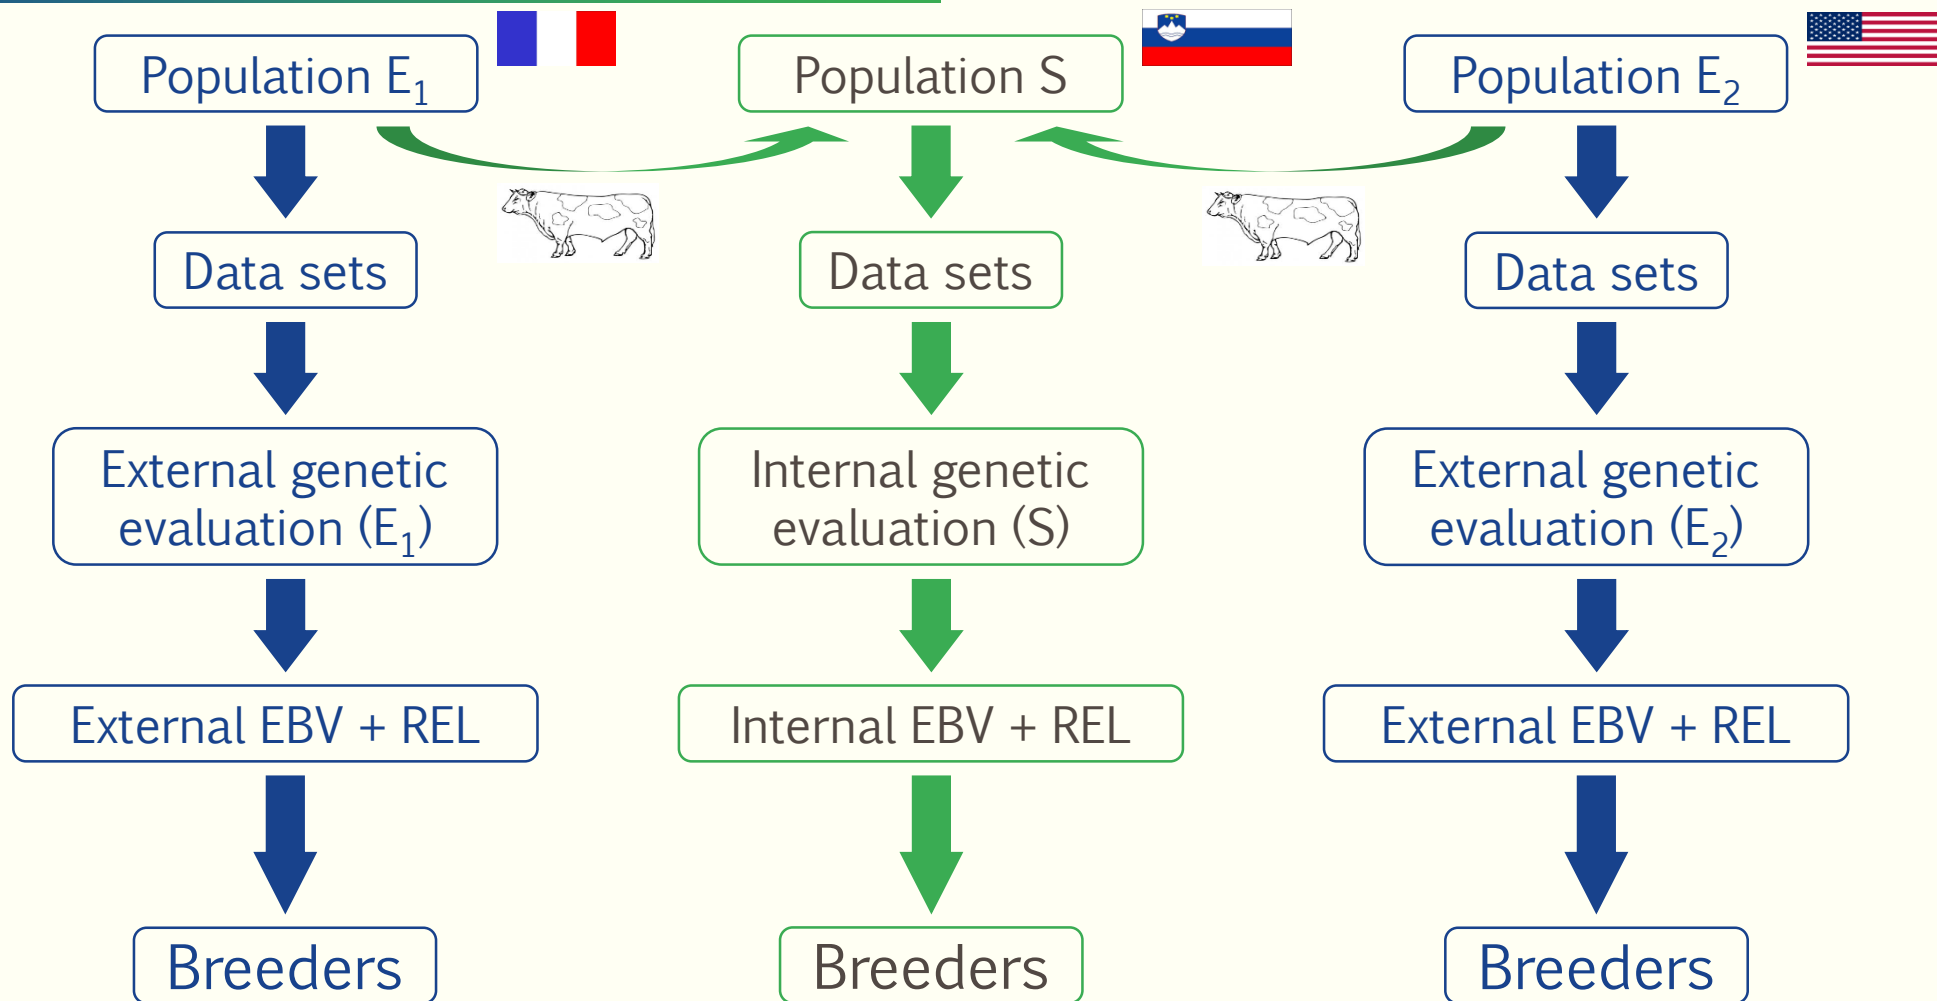 Population E₁
Population S
Population E₂
Data sets
Data sets
Data sets
External genetic
evaluation (E₁)
Internal genetic
evaluation (S)
External genetic
evaluation (E₂)
External EBV + REL
Internal EBV + REL
External EBV + REL
Breeders
Breeders
Breeders